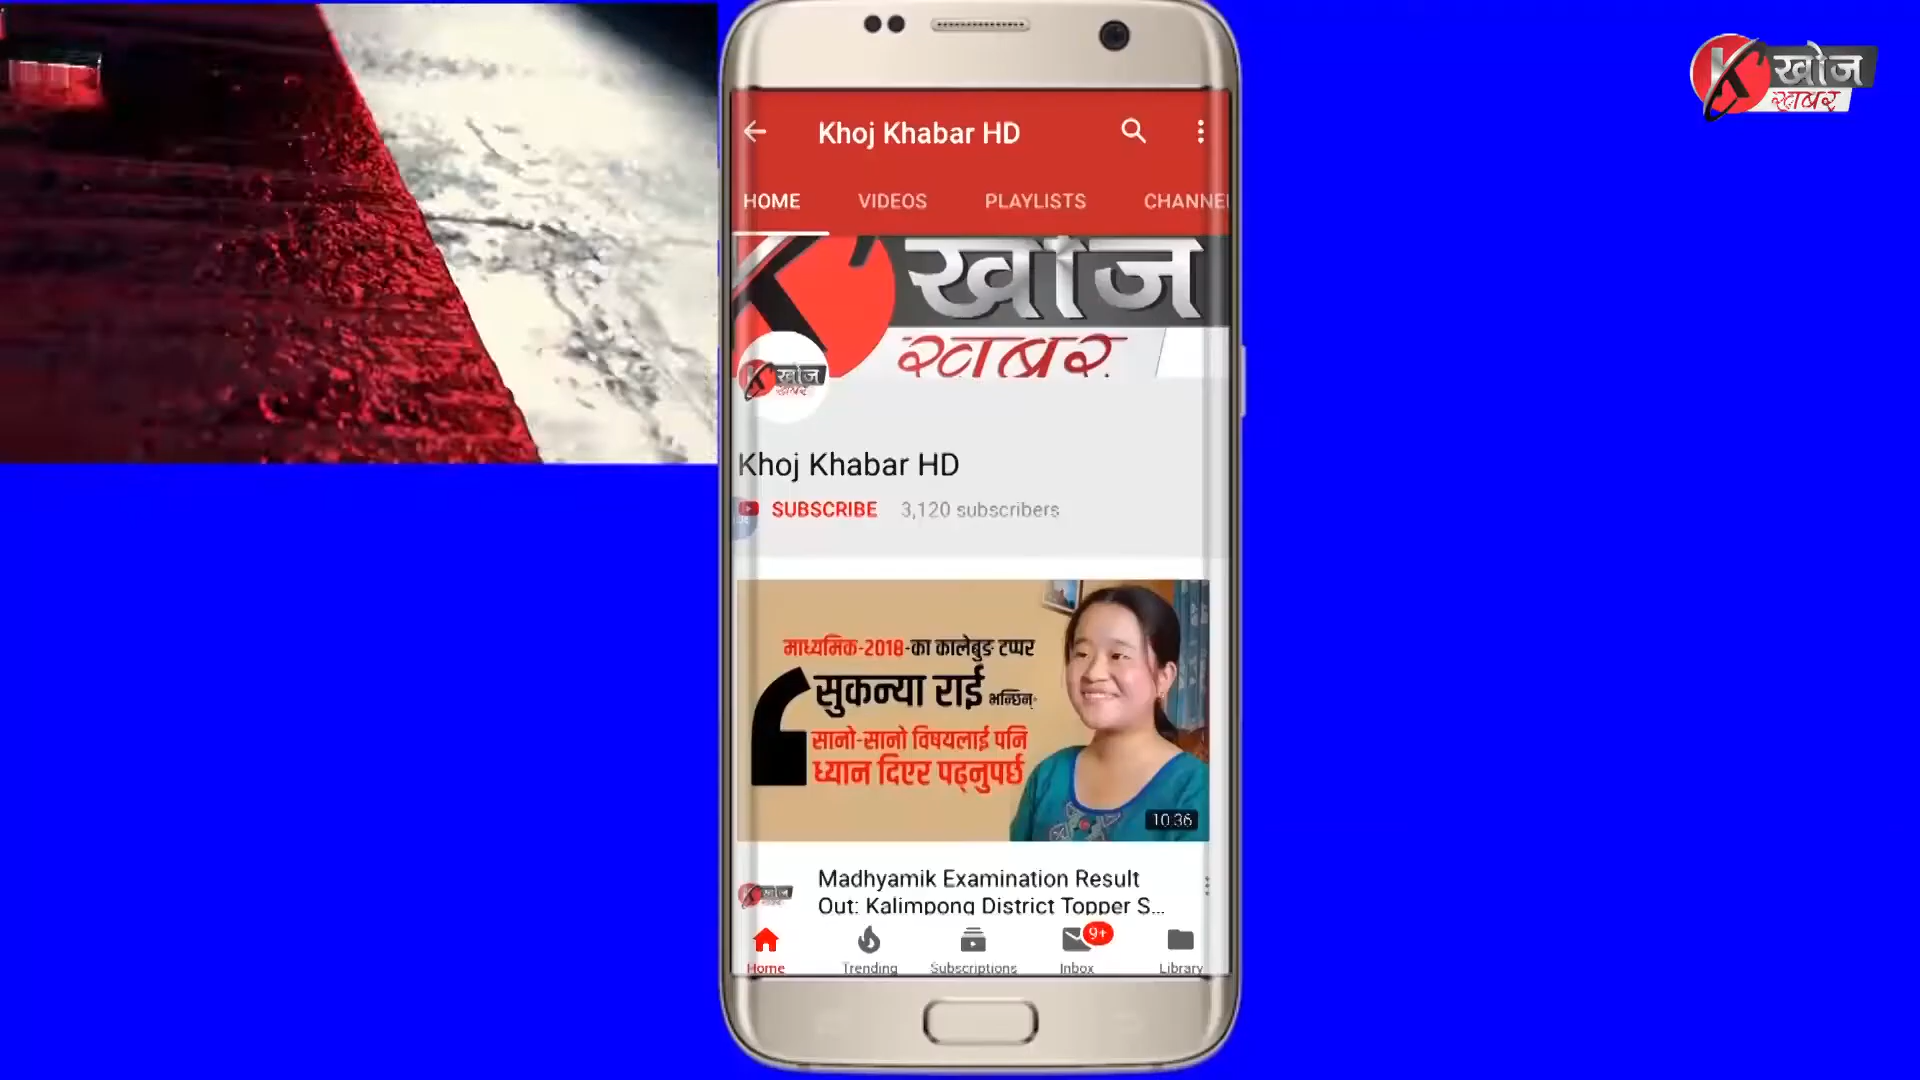 खोज
खबर
Khoj Khabar HD
HOME VIDEOS PLAYLISTS CHANNE
खोज
खबर
खोज
खबर
Khoj Khabar HD
SUBSCRIBE 3,120 subscribers
माध्यमिक-2018-का कालेबुङ टप्पर
सुकन्या राई भन्छिन्-
सानो-सानो विषयलाई पनि
ध्यान दिएर पढ्नुपर्छ
10:36
खोज
Madhyamik Examination Result
Out: Kalimpong District Topper S...
9+
Home Trending Subscriptions Inbox Library